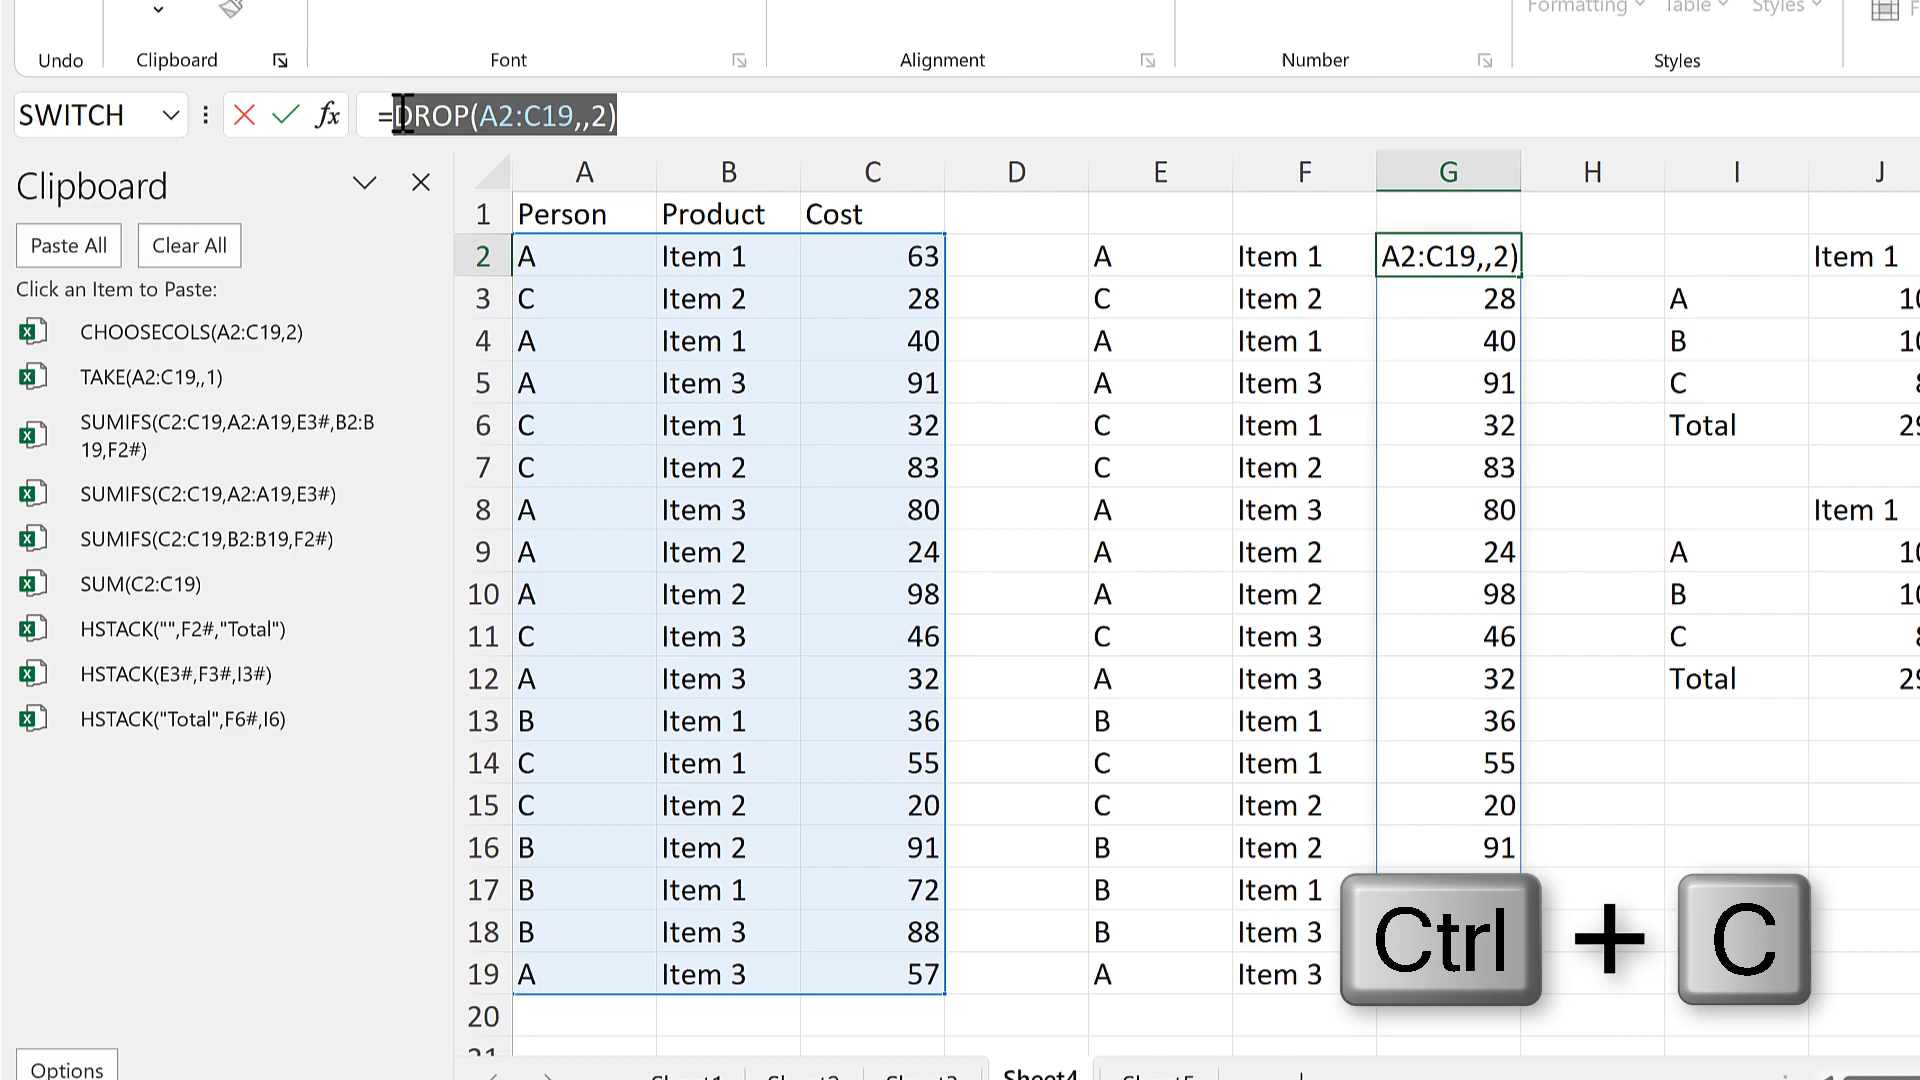 Formatting Table Styles
Undo Clipboard Font Alignment Number Styles
SWITCH fx =DROP(A2:C19,,2)
Clipboard
Paste All Clear All
Click an Item to Paste:
CHOOSECOLS(A2:C19,2)
TAKE(A2:C19,,1)
SUMIFS(C2:C19,A2:A19,E3#,B2:B
19,F2#)
SUMIFS(C2:C19,A2:A19,E3#)
SUMIFS(C2:C19,B2:B19,F2#)
SUM(C2:C19)
HSTACK("",F2#,"Total")
HSTACK(E3#,F3#,I3#)
HSTACK("Total",F6#,I6)
Options
A B C D E F G H I J
1 Person Product Cost
2 A Item 1 63 A Item 1 A2:C19,,2) Item 1
3 C Item 2 28 C Item 2 28 A
4 A Item 1 40 A Item 1 40 B
5 A Item 3 91 A Item 3 91 C
6 C Item 1 32 C Item 1 32 Total
7 C Item 2 83 C Item 2 83
8 A Item 3 80 A Item 3 80 Item 1
9 A Item 2 24 A Item 2 24 A
10 A Item 2 98 A Item 2 98 B
11 C Item 3 46 C Item 3 46 C
12 A Item 3 32 A Item 3 32 Total
13 B Item 1 36 B Item 1 36
14 C Item 1 55 C Item 1 55
15 C Item 2 20 C Item 2 20
16 B Item 2 91 B Item 2 91
17 B Item 1 72 B Item 1
18 B Item 3 88 B Item 3
19 A Item 3 57 A Item 3
20
21
Ctrl + C
Sheet4